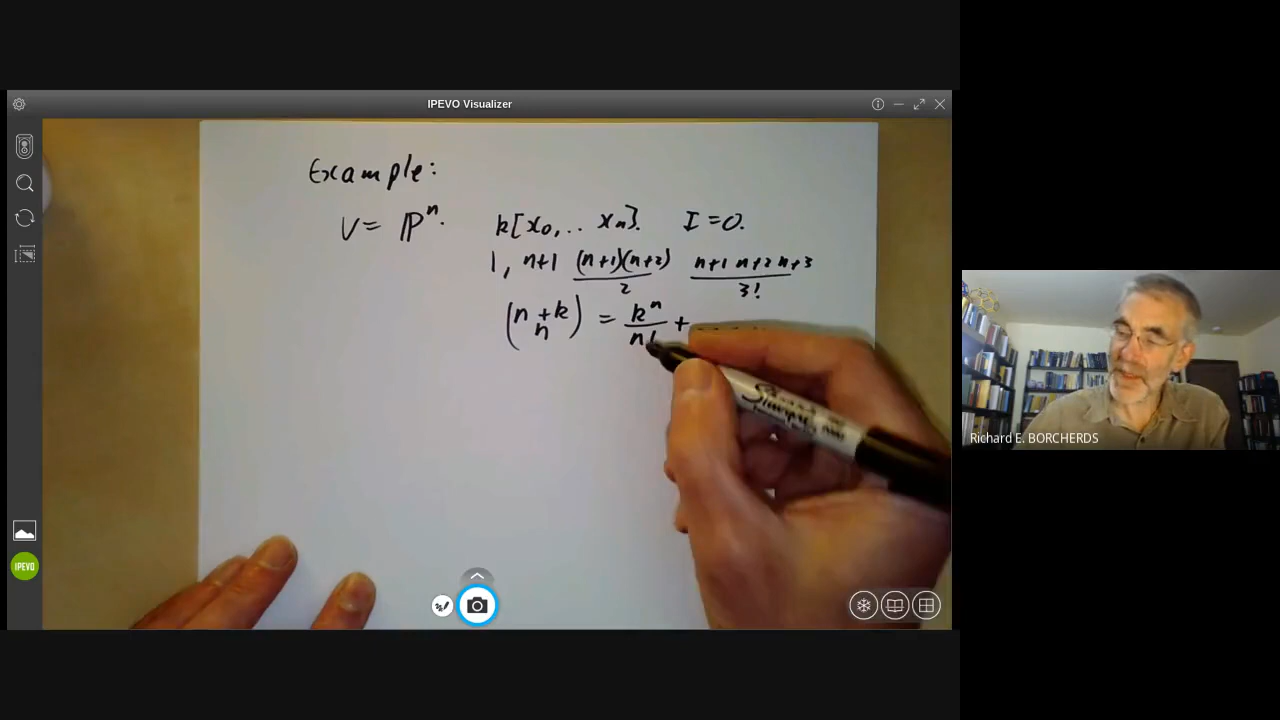 IPEVO Visualizer
Example:
V = ℙⁿ. k[x₀, .. xₙ]. I = 0.
1, n+1 (n+1)(n+2)/2 n+1 n+2 n+3/3!
(n + k
n) = kⁿ/n! + - - - -
Richard E. BORCHERDS
IPEVO